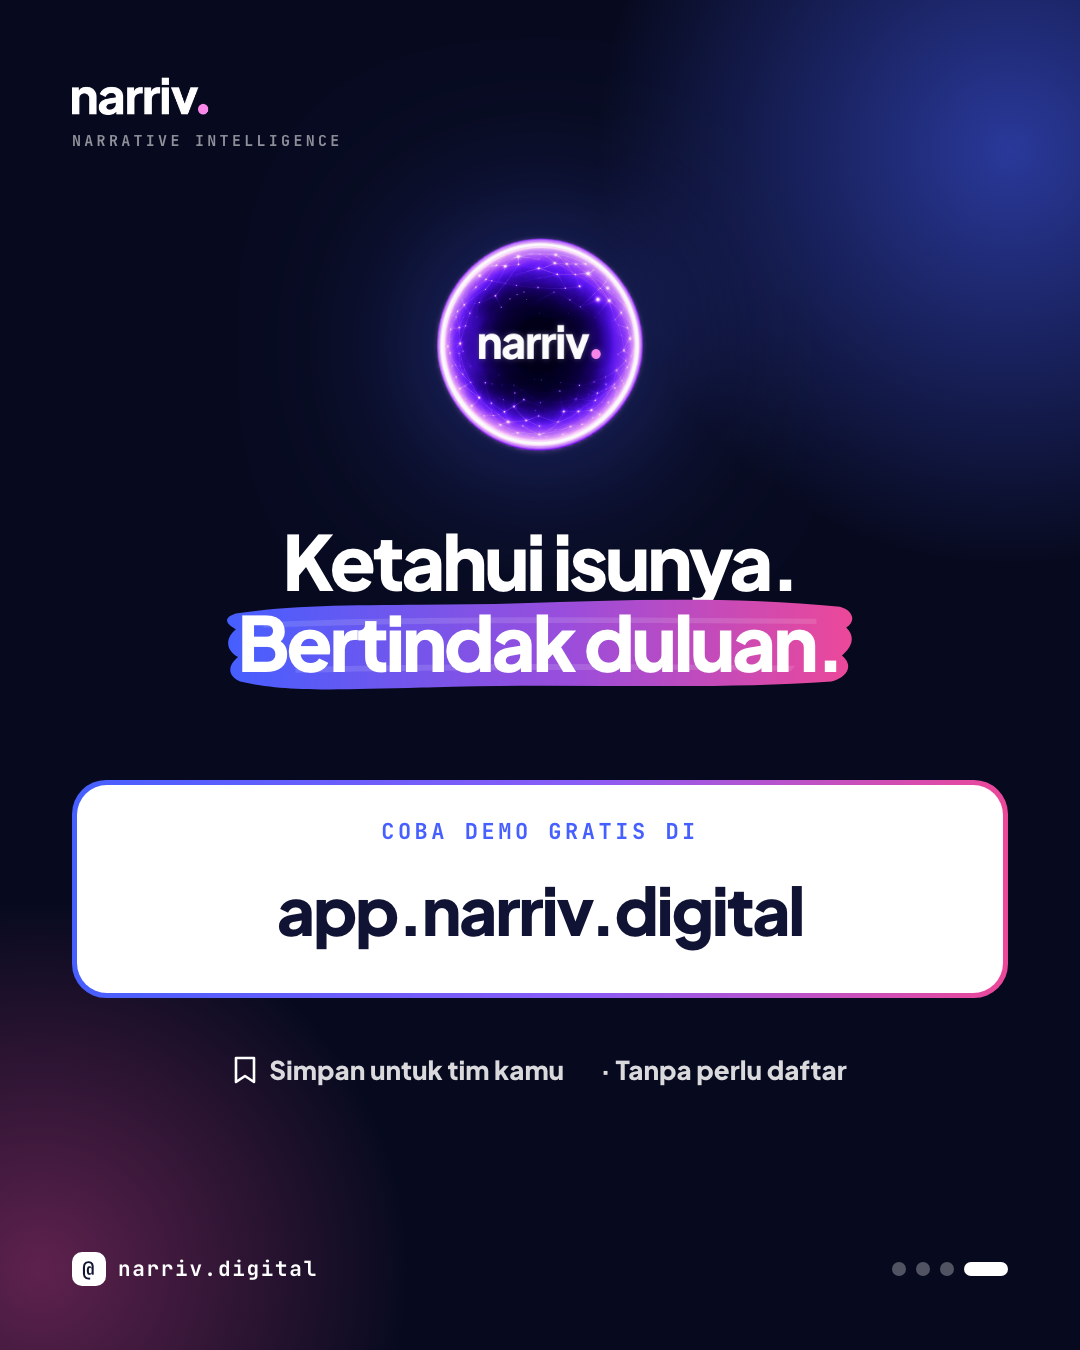 narriv.
NARRATIVE INTELLIGENCE
narriv.
Ketahui isunya.
Bertindak duluan.
COBA DEMO GRATIS DI
app.narriv.digital
Simpan untuk tim kamu · Tanpa perlu daftar
@ narriv.digital